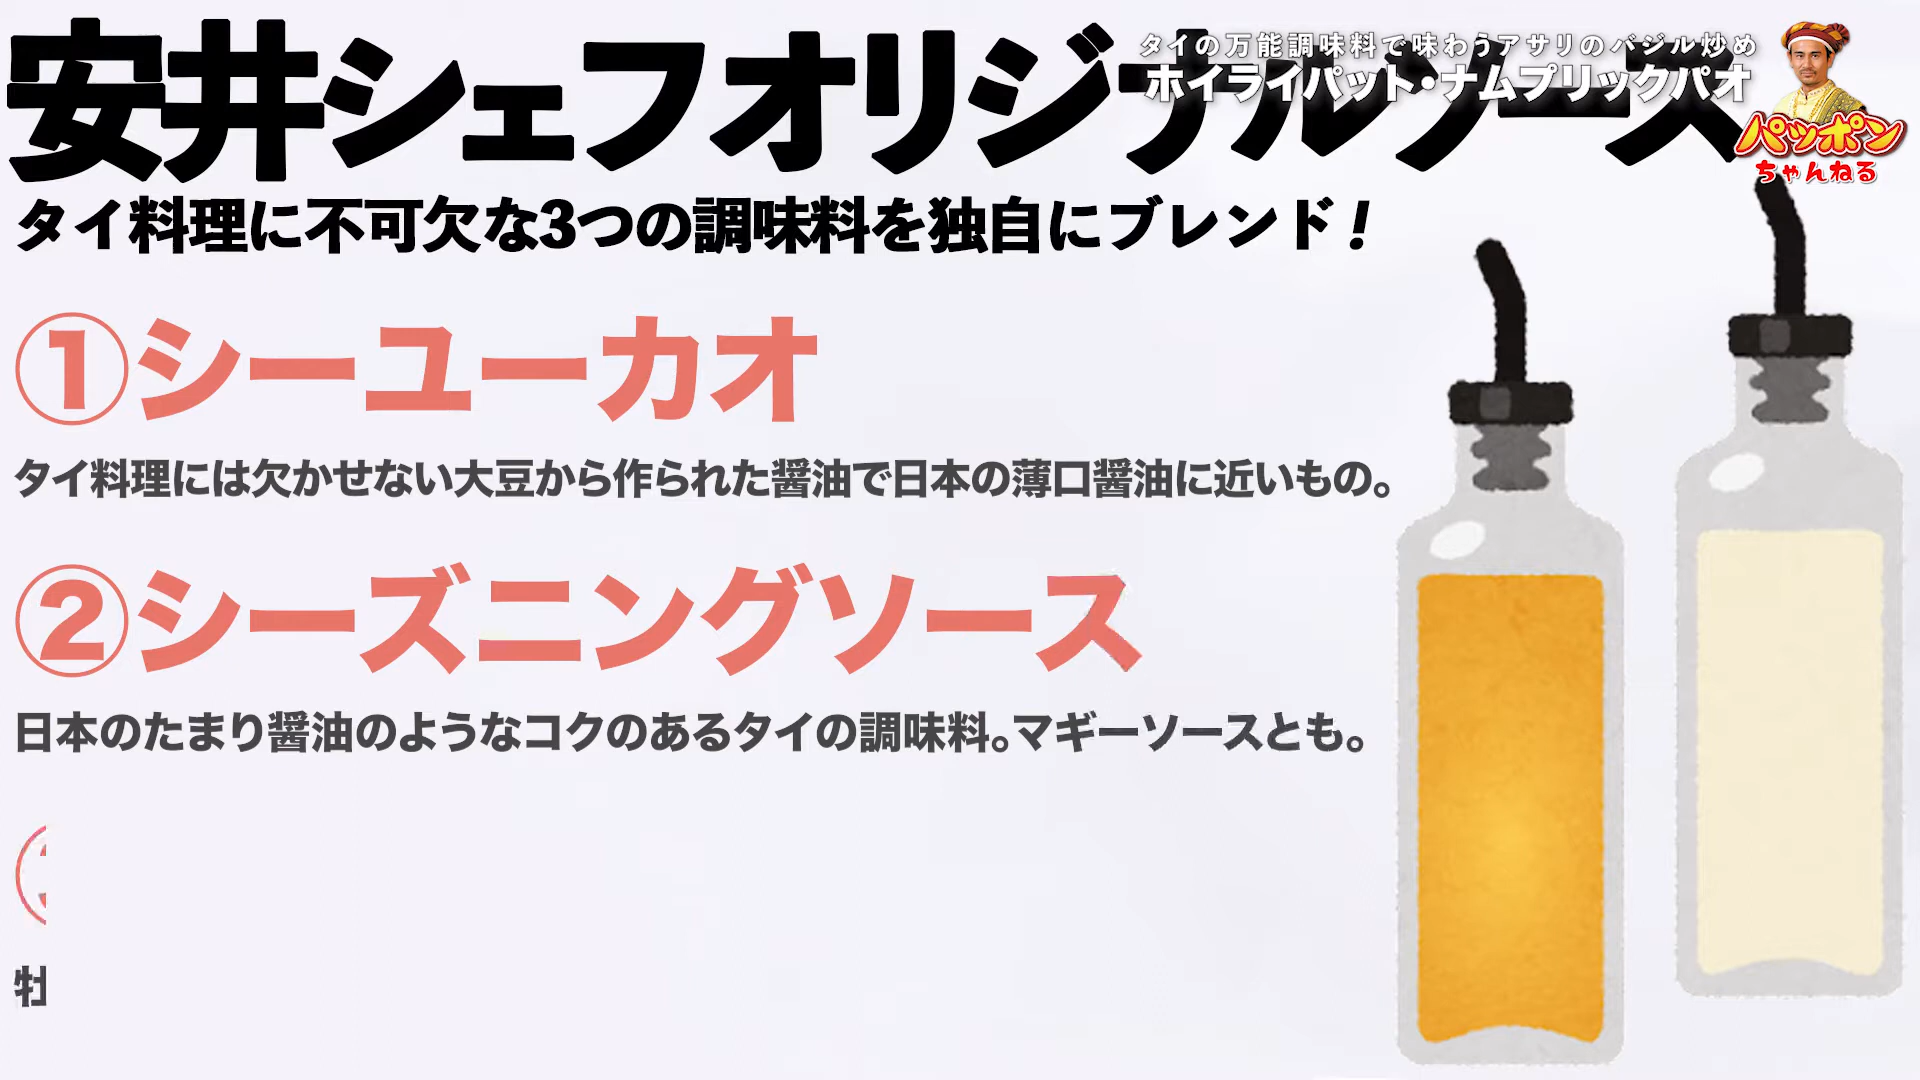 安井シェフオリジナルソース
タイの万能調味料で味わうアサリのバジル炒め
ホイライパット・ナムプリックパオ
パッポン
ちゃんねる
タイ料理に不可欠な3つの調味料を独自にブレンド！
①シーユーカオ
タイ料理には欠かせない大豆から作られた醤油で日本の薄口醤油に近いもの。
②シーズニングソース
日本のたまり醤油のようなコクのあるタイの調味料。マギーソースとも。